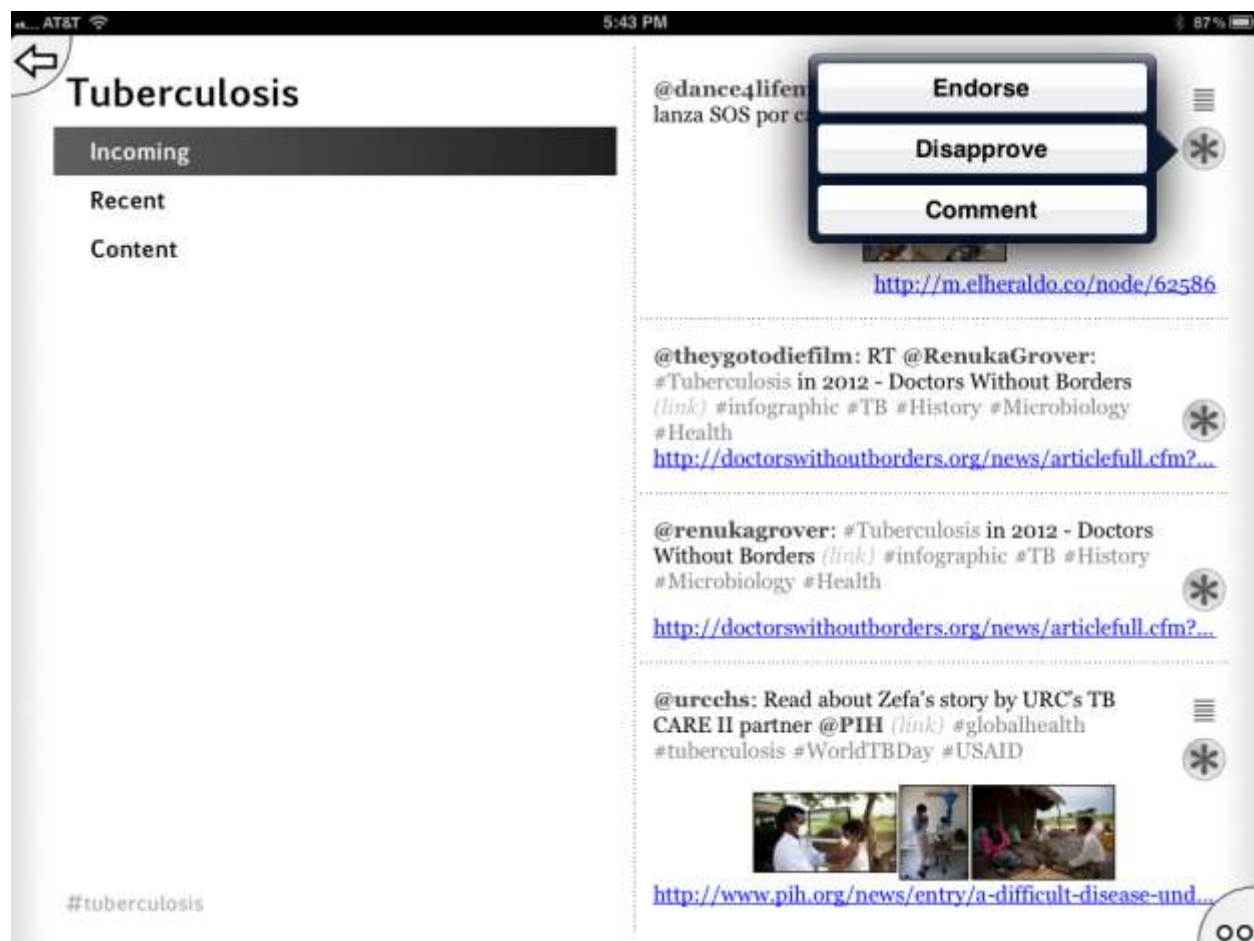 AT&T
5:43 PM
87%
Tuberculosis
Incoming
Recent
Content
#tuberculosis
@dance4lifen
lanza SOS por c
Endorse
Disapprove
Comment
http://m.elheraldo.co/node/62586
@theygotodiefilm: RT @RenukaGrover:
#Tuberculosis in 2012 - Doctors Without Borders
(link) #infographic #TB #History #Microbiology
#Health
http://doctorswithoutborders.org/news/articlefull.cfm?...
@renukagrover: #Tuberculosis in 2012 - Doctors
Without Borders (link) #infographic #TB #History
#Microbiology #Health
http://doctorswithoutborders.org/news/articlefull.cfm?...
@urcchs: Read about Zefa's story by URC's TB
CARE II partner @PIH (link) #globalhealth
#tuberculosis #WorldTBDay #USAID
http://www.pih.org/news/entry/a-difficult-disease-und...